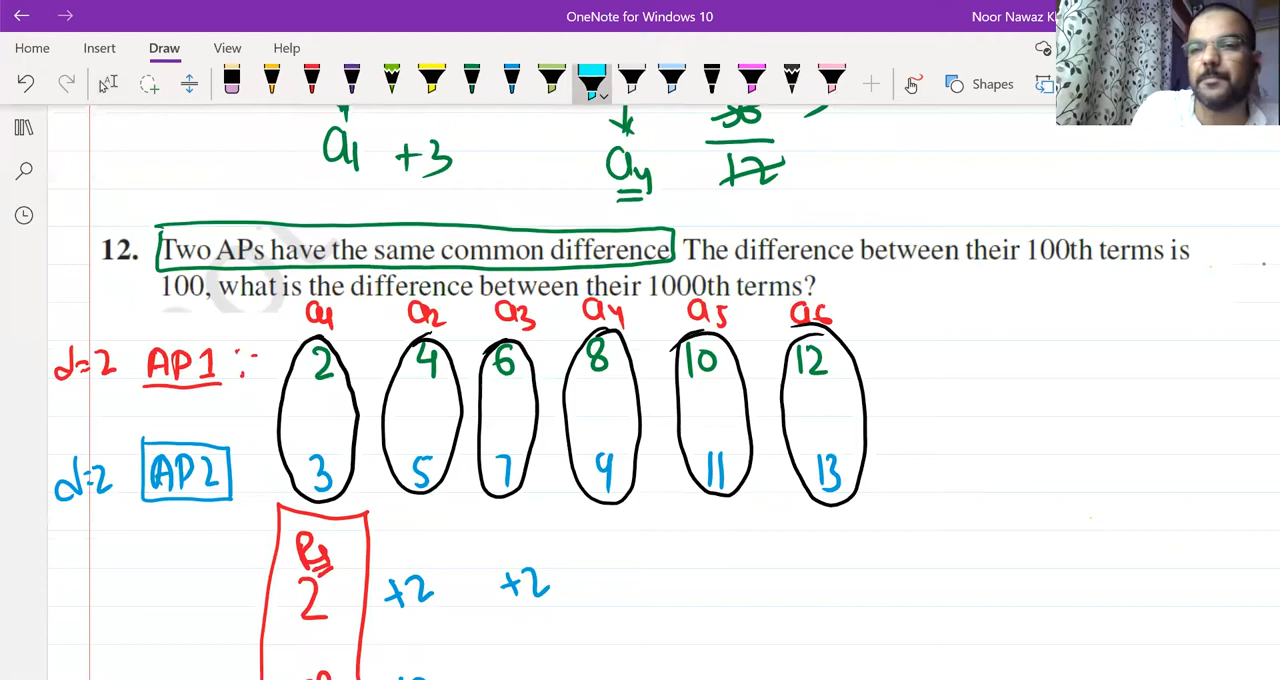 OneNote for Windows 10
Noor Nawaz K
Home Insert Draw View Help
Shapes
a1 +3
a4 36/12
12. Two APs have the same common difference. The difference between their 100th terms is
100, what is the difference between their 1000th terms?
a1 a2 a3 a4 a5 a6
d=2 AP1 : 2 4 6 8 10 12
d=2 AP2 3 5 7 9 11 13
Rs
2 +2 +2